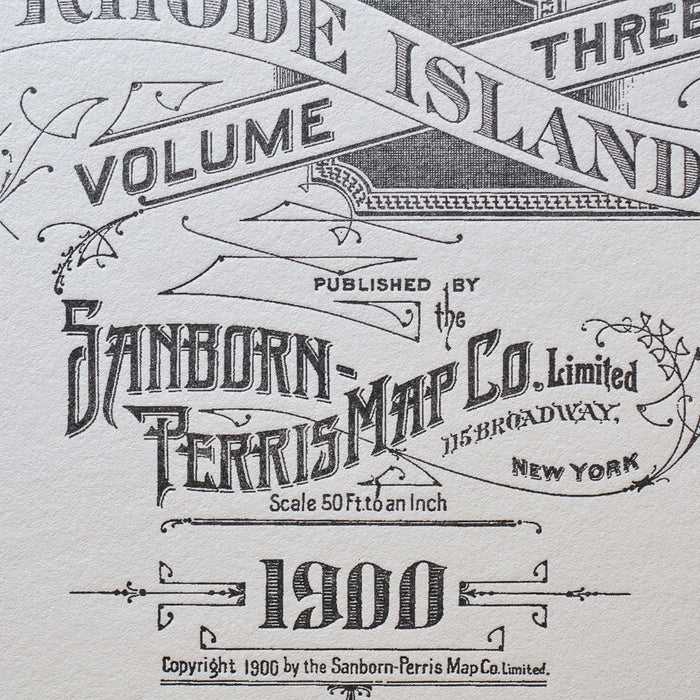 RHODE ISLAND
VOLUME THREE
PUBLISHED BY
the
SANBORN-
PERRIS MAP CO. Limited
115 BROADWAY,
NEW YORK
Scale 50 Ft. to an Inch
1900
Copyright 1900 by the Sanborn-Perris Map Co. Limited.